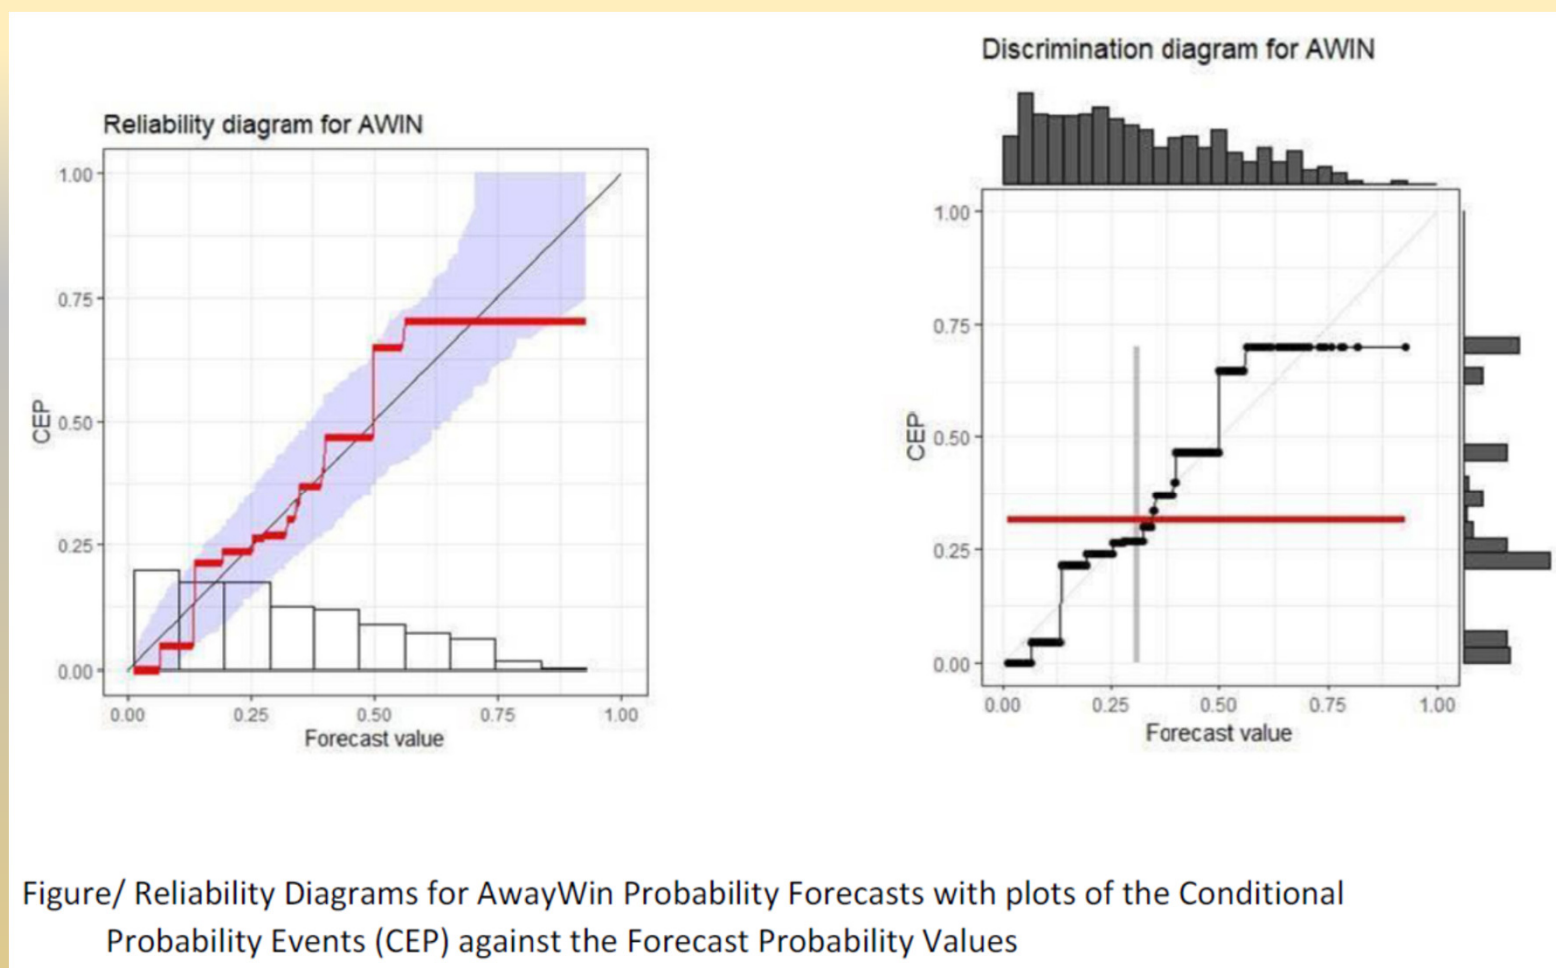 Reliability diagram for AWIN
1.00
0.75
0.50
0.25
0.00
CEP
0.00 0.25 0.50 0.75 1.00
Forecast value
Discrimination diagram for AWIN
1.00
0.75
0.50
0.25
0.00
CEP
0.00 0.25 0.50 0.75 1.00
Forecast value
Figure/ Reliability Diagrams for AwayWin Probability Forecasts with plots of the Conditional
Probability Events (CEP) against the Forecast Probability Values